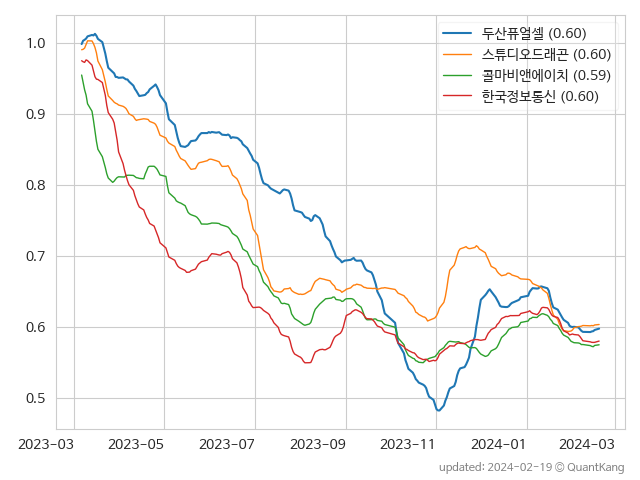 두산퓨얼셀 (0.60)
스튜디오드래곤 (0.60)
콜마비앤에이치 (0.59)
한국정보통신 (0.60)
1.0
0.9
0.8
0.7
0.6
0.5
2023-03 2023-05 2023-07 2023-09 2023-11 2024-01 2024-03
updated: 2024-02-19 © QuantKang